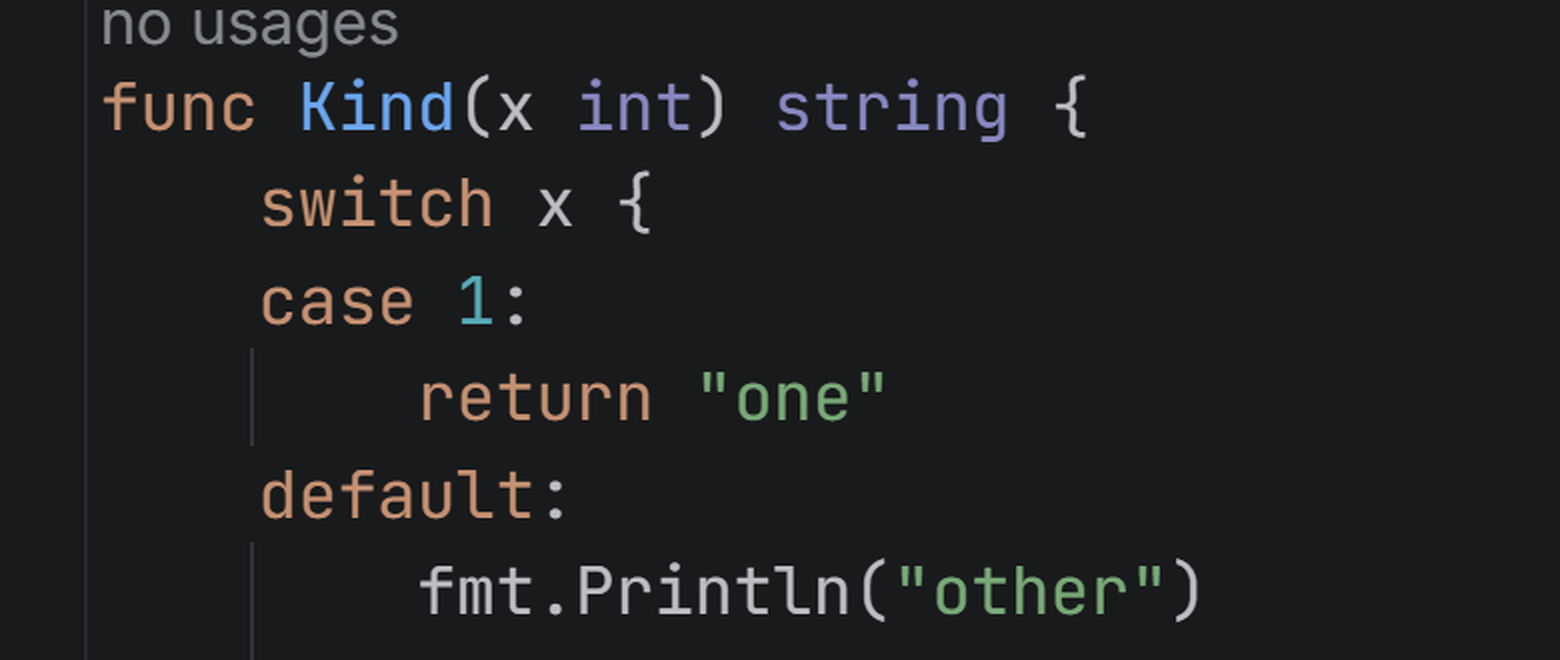 no usages
func Kind(x int) string {
    switch x {
    case 1:
        return "one"
    default:
        fmt.Println("other")